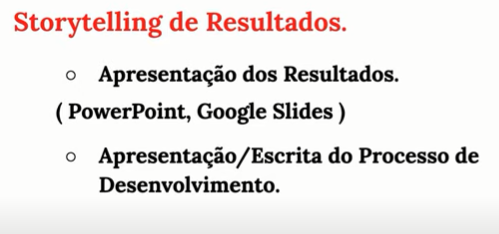 Storytelling de Resultados.
○ Apresentação dos Resultados.
( PowerPoint, Google Slides )
○ Apresentação/Escrita do Processo de
Desenvolvimento.